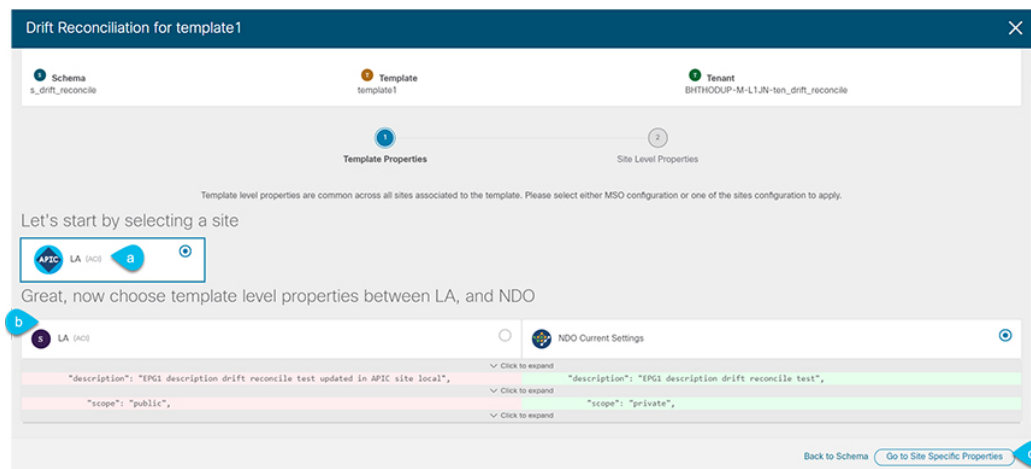 Drift Reconciliation for template1
S Schema
s_drift_reconcile
T Template
template1
T Tenant
BHTHODUP-M-L1JN-ten_drift_reconcile
1
2
Template Properties
Site Level Properties
Template level properties are common across all sites associated to the template. Please select either MSO configuration or one of the sites configuration to apply.
Let's start by selecting a site
APIC LA (ACI) a
Great, now choose template level properties between LA, and NDO
b
S LA (ACI)
NDO Current Settings
Click to expand
"description": "EPG1 description drift reconcile test updated in APIC site local",
"description": "EPG1 description drift reconcile test",
Click to expand
"scope": "public",
"scope": "private",
Click to expand
Back to Schema Go to Site Specific Properties